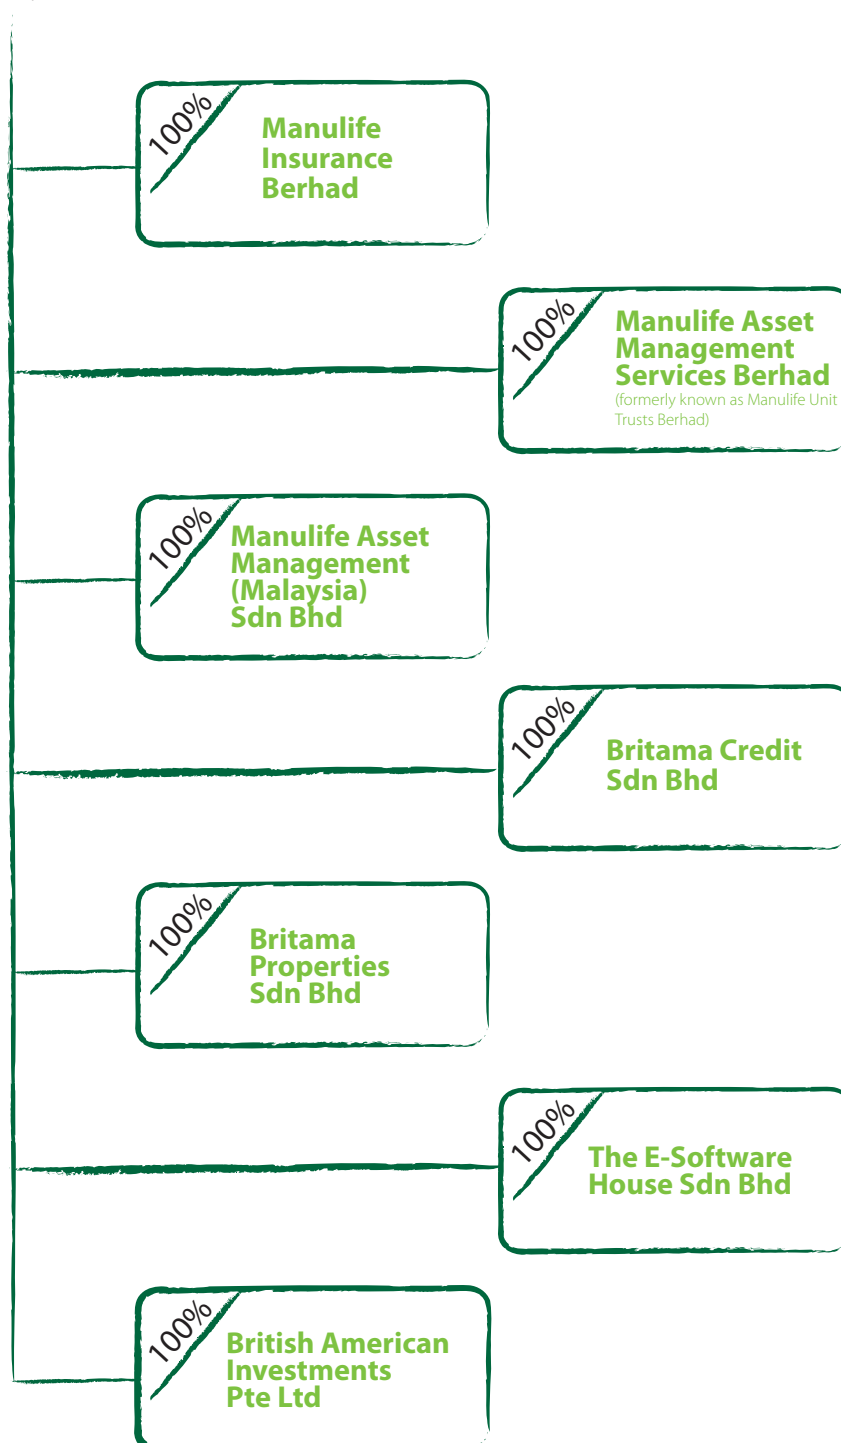 100%
Manulife
Insurance
Berhad
100%
Manulife Asset
Management
Services Berhad
(formerly known as Manulife Unit
Trusts Berhad)
100%
Manulife Asset
Management
(Malaysia)
Sdn Bhd
100%
Britama Credit
Sdn Bhd
100%
Britama
Properties
Sdn Bhd
100%
The E-Software
House Sdn Bhd
100%
British American
Investments
Pte Ltd